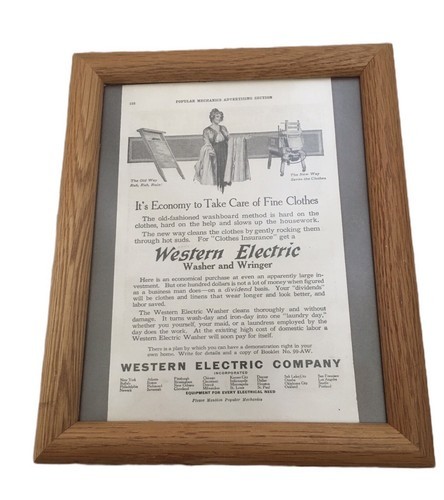 POPULAR MECHANICS ADVERTISING SECTION
The Old Way
Rub, Rub, Rub!
The New Way
Saves the Clothes
It's Economy to Take Care of Fine Clothes
The old-fashioned washboard method is hard on the
clothes, hard on the help and slows up the housework.
The new way cleans the clothes by gently rocking them
through hot suds. For "Clothes Insurance" get a
Western Electric
Washer and Wringer
Here is an economical purchase at even an apparently large in-
vestment. But one hundred dollars is not a lot of money when figured
as a business man does—on a dividend basis. Your "dividends"
will be clothes and linens that wear longer and look better, and
labor saved.
The Western Electric Washer cleans thoroughly and without
damage. It turns wash-day and iron-day into one "laundry day,"
whether you yourself, your maid, or a laundress employed by the
day does the work. At the existing high cost of domestic labor a
Western Electric Washer will soon pay for itself.
There is a plan by which you can have a demonstration right in your
own home. Write for details and a copy of Booklet No. 20-AW.
WESTERN ELECTRIC COMPANY
INCORPORATED
EQUIPMENT FOR EVERY ELECTRICAL NEED
Please Mention Popular Mechanics